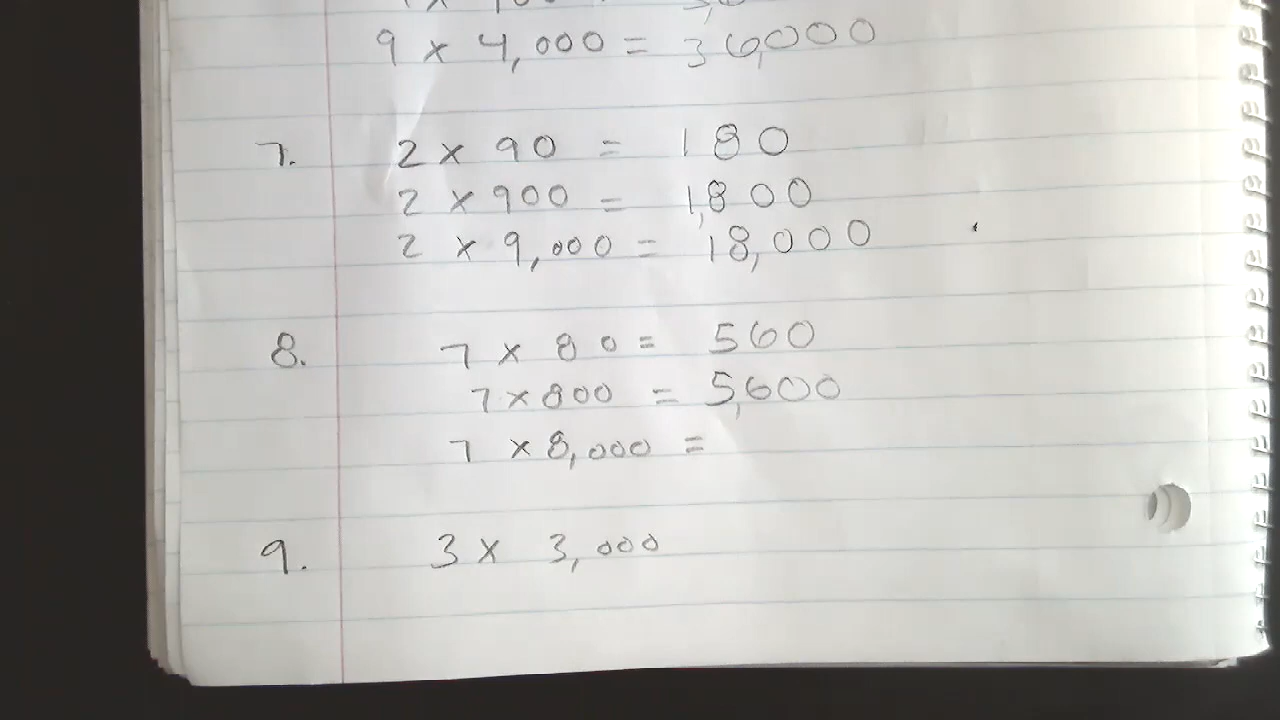 9 x 4,000 = 36,000
7. 2 x 90 = 180
2 x 900 = 1,800
2 x 9,000 = 18,000
8. 7 x 80 = 560
7 x 800 = 5,600
7 x 8,000 =
9. 3 x 3,000